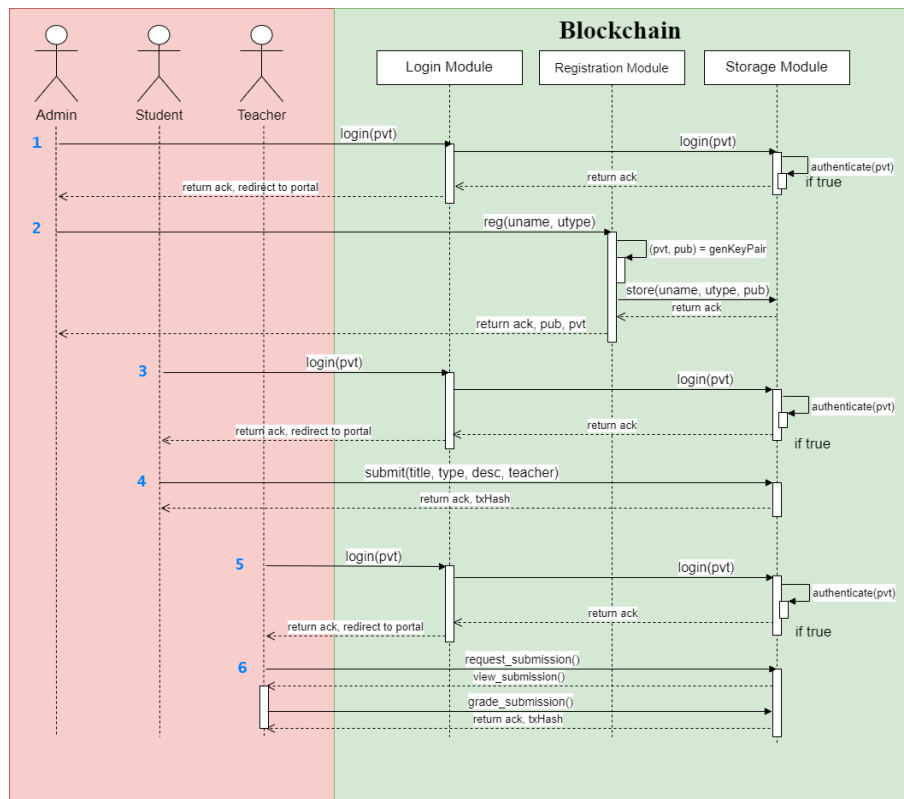 Blockchain
Login Module
Registration Module
Storage Module
Admin
Student
Teacher
1
login(pvt)
login(pvt)
authenticate(pvt)
return ack
if true
return ack, redirect to portal
2
reg(uname, utype)
(pvt, pub) = genKeyPair
store(uname, utype, pub)
return ack
return ack, pub, pvt
3
login(pvt)
login(pvt)
authenticate(pvt)
return ack
return ack, redirect to portal
if true
4
submit(title, type, desc, teacher)
return ack, txHash
5
login(pvt)
login(pvt)
authenticate(pvt)
return ack
return ack, redirect to portal
if true
6
request_submission()
view_submission()
grade_submission()
return ack, txHash